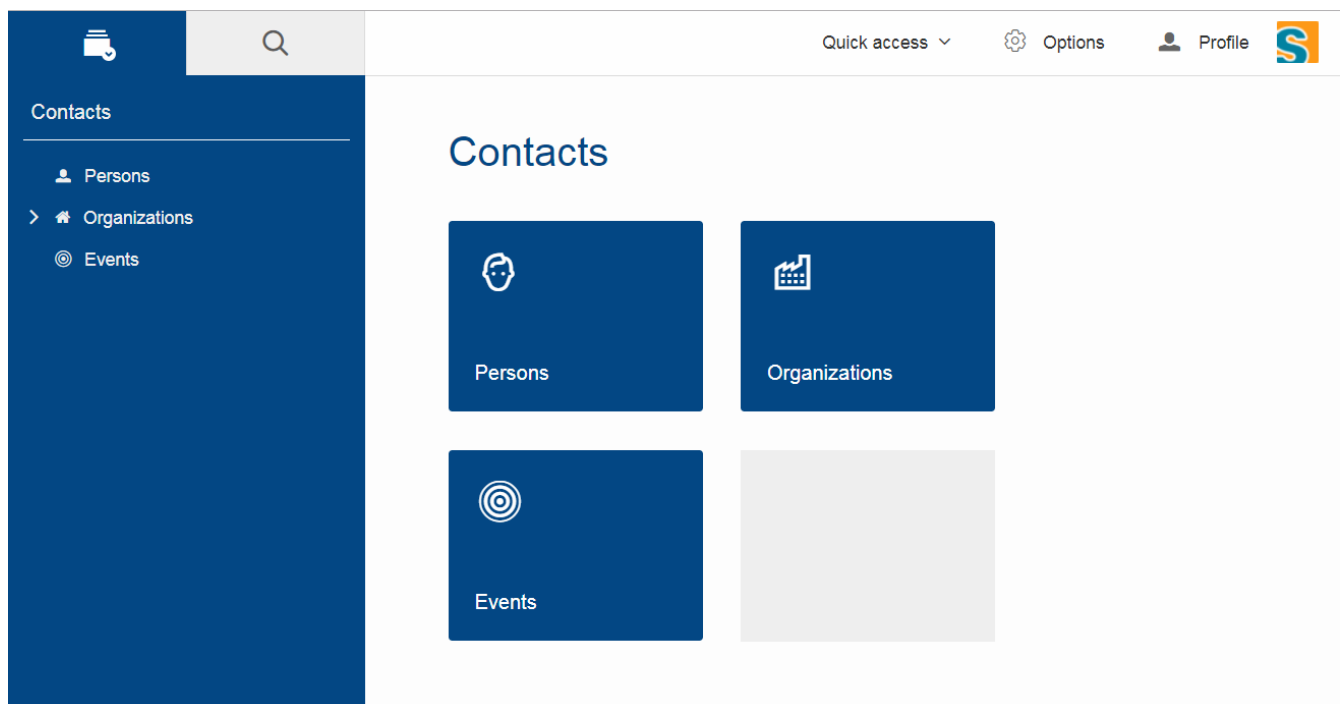 Quick access Options Profile
Contacts
Persons
Organizations
Events
Contacts
Persons Organizations
Events